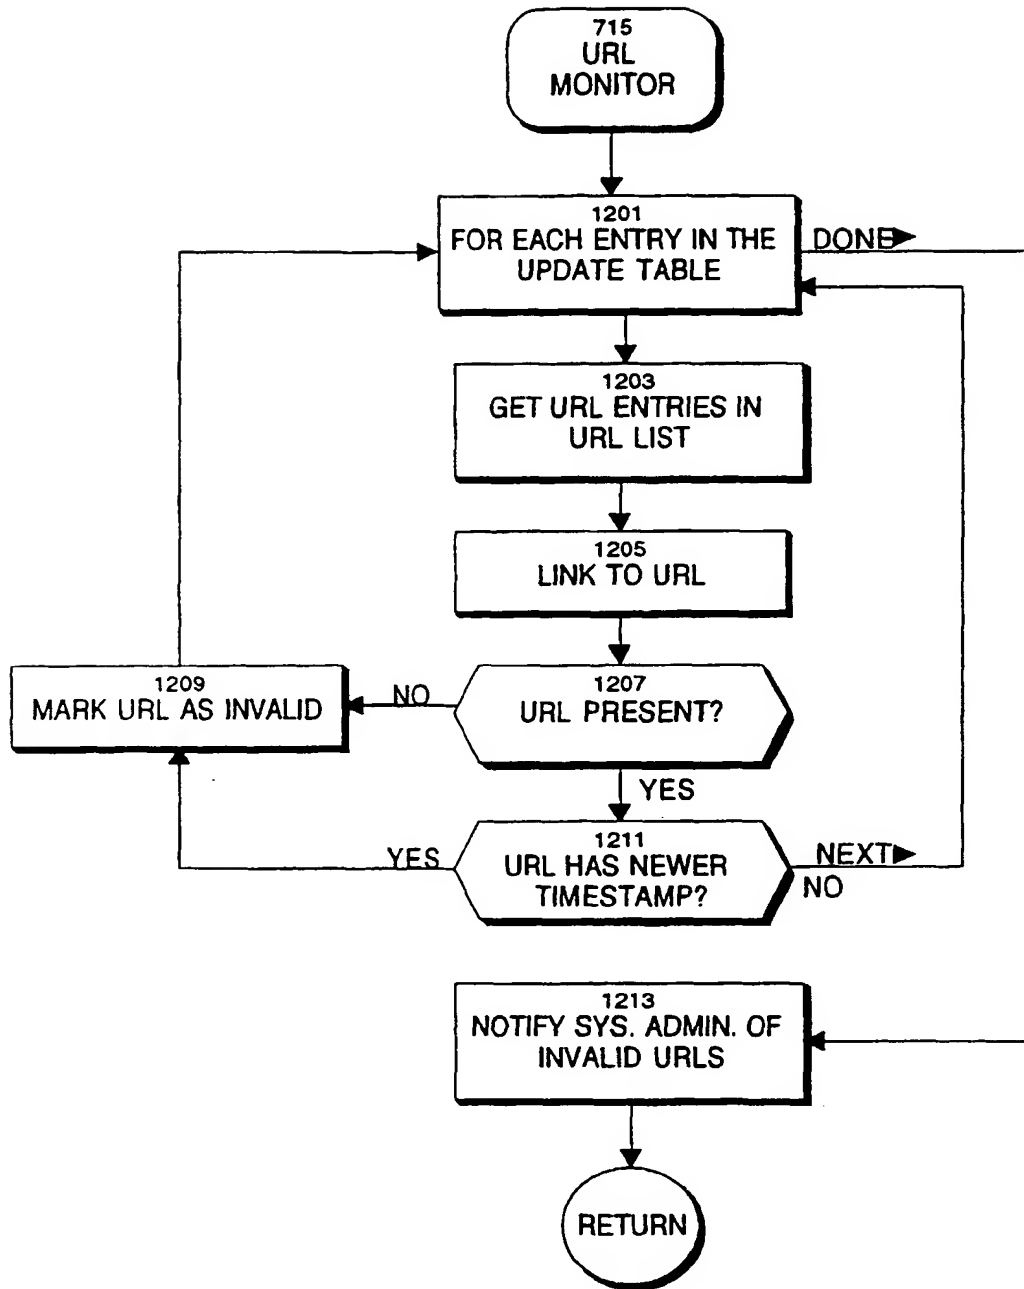 715
URL
MONITOR
1201
FOR EACH ENTRY IN THE
UPDATE TABLE
DONE
1203
GET URL ENTRIES IN
URL LIST
1205
LINK TO URL
1209
MARK URL AS INVALID
NO
1207
URL PRESENT?
YES
YES
1211
URL HAS NEWER
TIMESTAMP?
NEXT
NO
1213
NOTIFY SYS. ADMIN. OF
INVALID URLS
RETURN